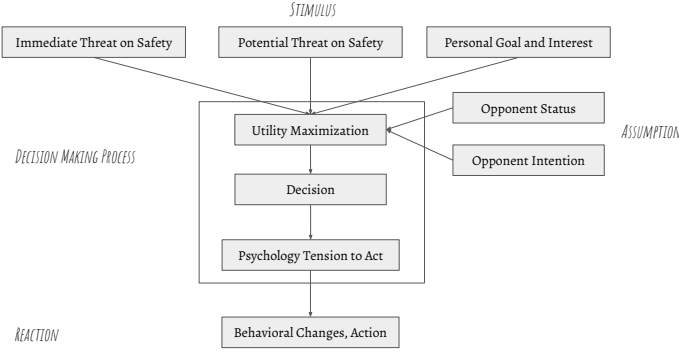 STIMULUS
Immediate Threat on Safety
Potential Threat on Safety
Personal Goal and Interest
Opponent Status
Utility Maximization
ASSUMPTION
DECISION MAKING PROCESS
Opponent Intention
Decision
Psychology Tension to Act
REACTION
Behavioral Changes, Action